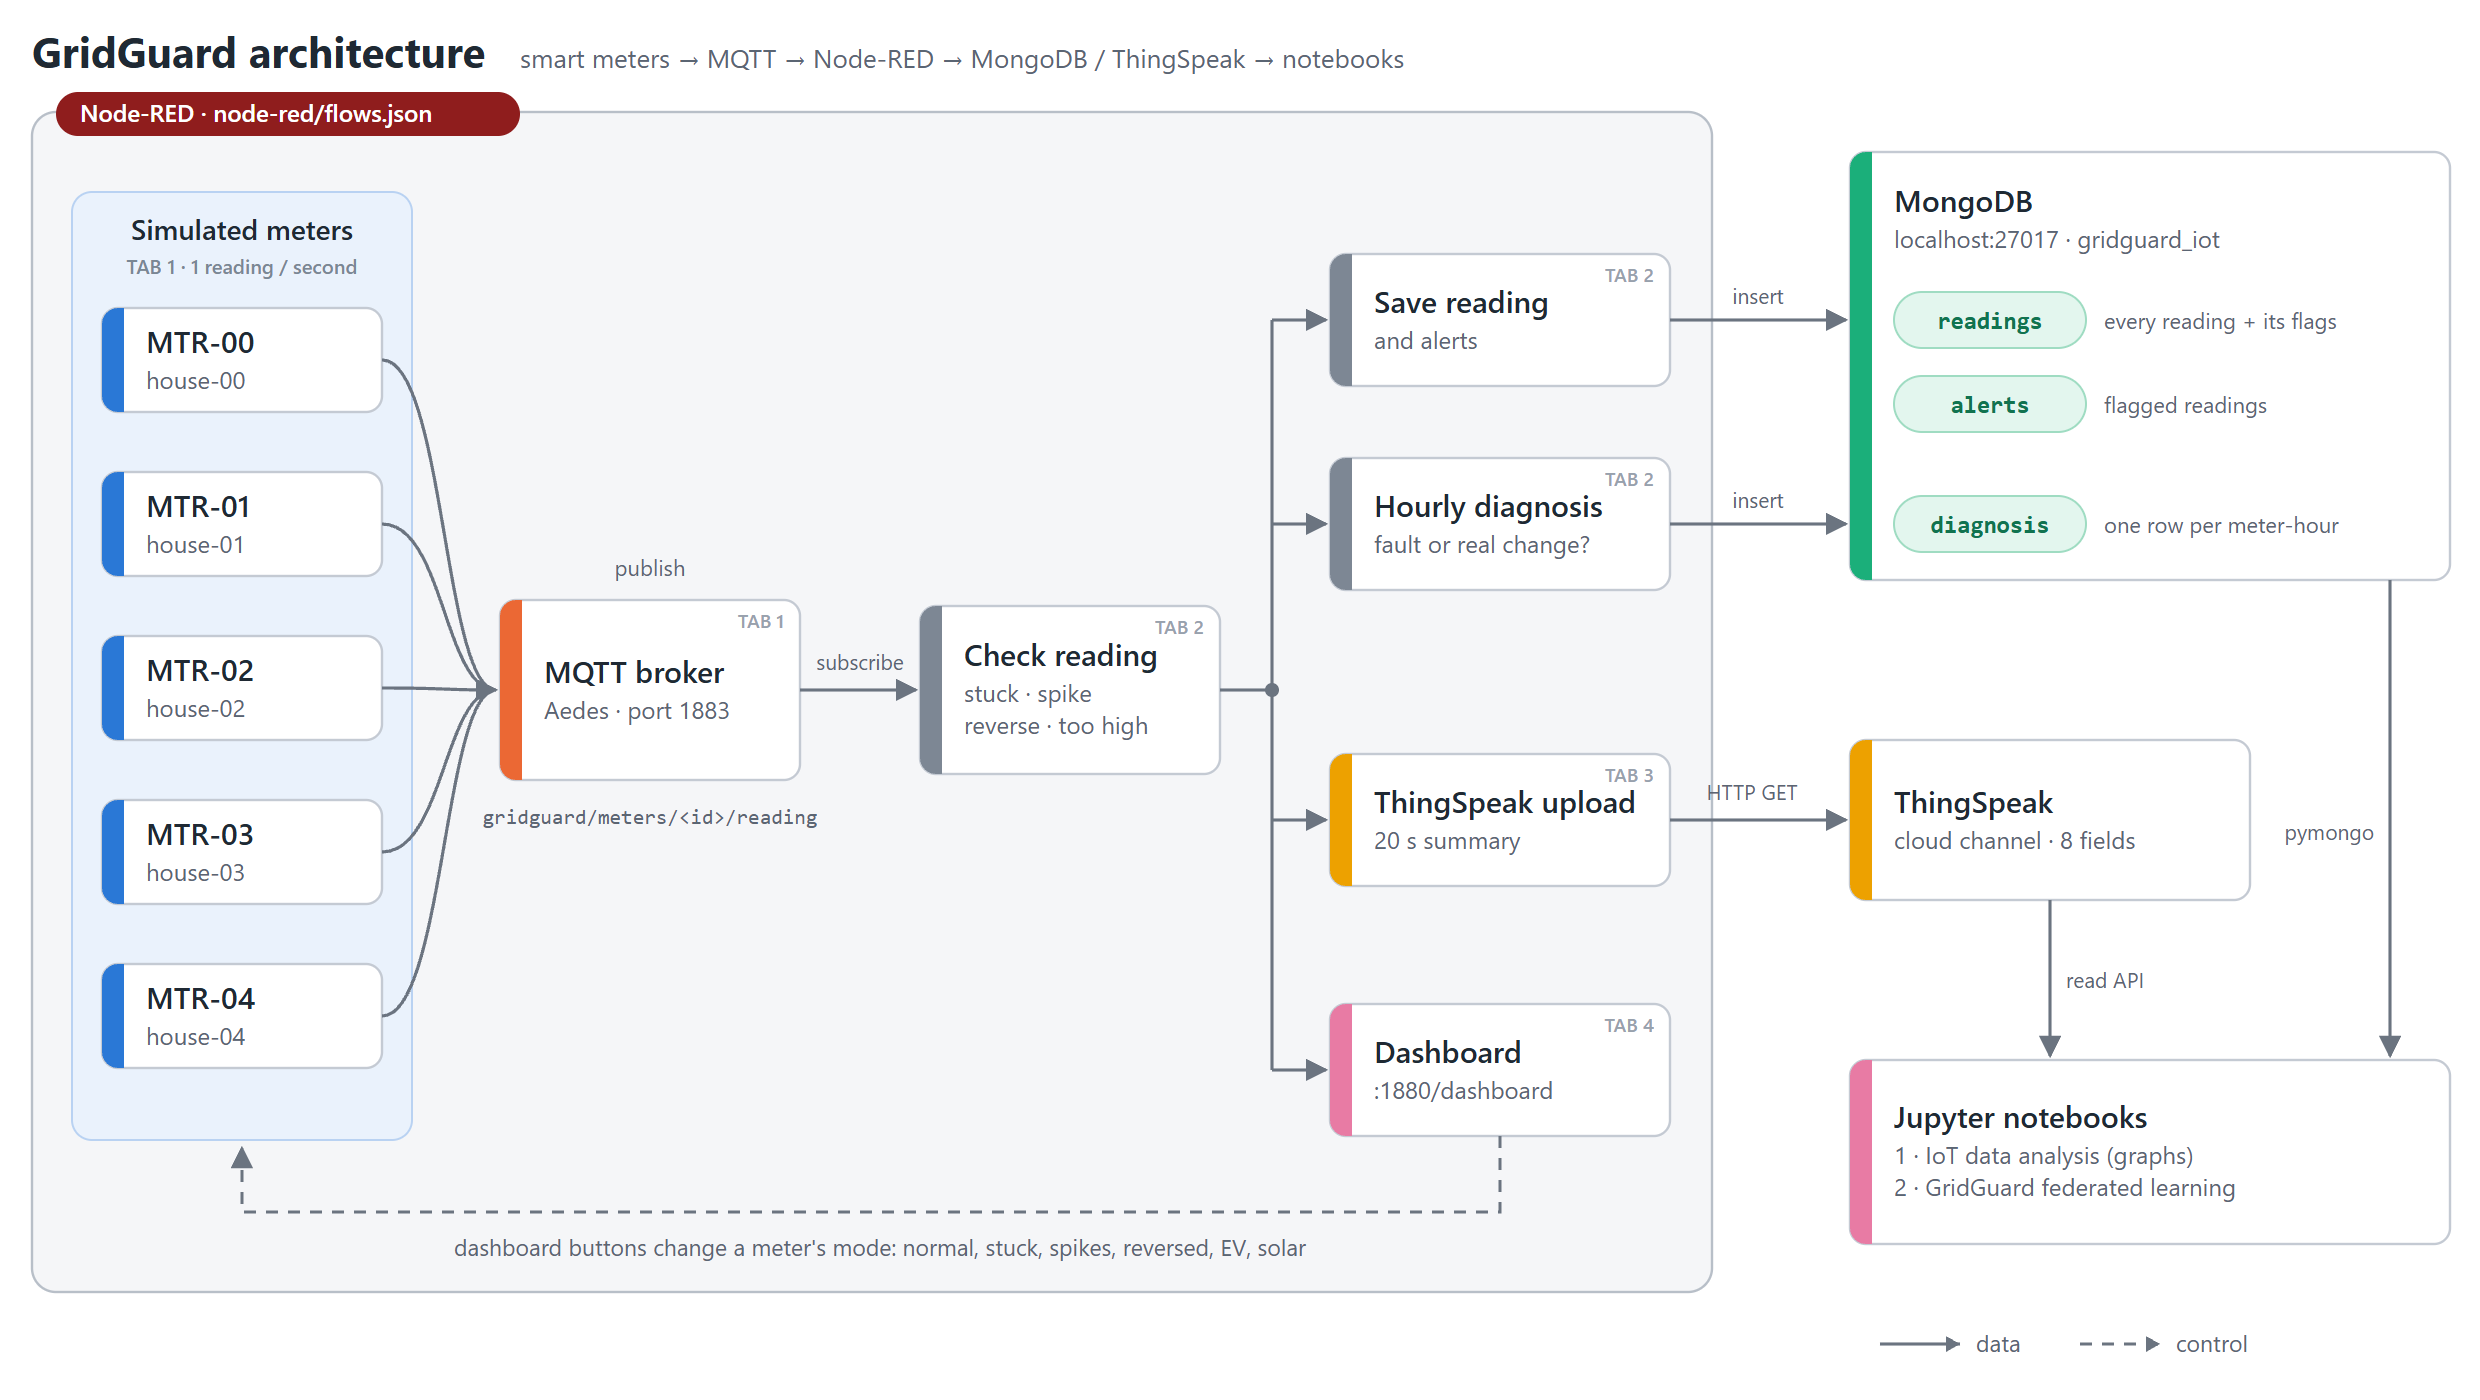 GridGuard architecture
smart meters → MQTT → Node-RED → MongoDB / ThingSpeak → notebooks
Node-RED · node-red/flows.json
Simulated meters
TAB 1 · 1 reading / second
MTR-00
house-00
MTR-01
house-01
MTR-02
house-02
MTR-03
house-03
MTR-04
house-04
publish
TAB 1
MQTT broker
Aedes · port 1883
gridguard/meters/<id>/reading
subscribe
TAB 2
Check reading
stuck · spike
reverse · too high
TAB 2
Save reading
and alerts
insert
TAB 2
Hourly diagnosis
fault or real change?
insert
TAB 3
ThingSpeak upload
20 s summary
HTTP GET
TAB 4
Dashboard
:1880/dashboard
dashboard buttons change a meter's mode: normal, stuck, spikes, reversed, EV, solar
MongoDB
localhost:27017 · gridguard_iot
readings every reading + its flags
alerts flagged readings
diagnosis one row per meter-hour
ThingSpeak
cloud channel · 8 fields
pymongo
read API
Jupyter notebooks
1 · IoT data analysis (graphs)
2 · GridGuard federated learning
data
control